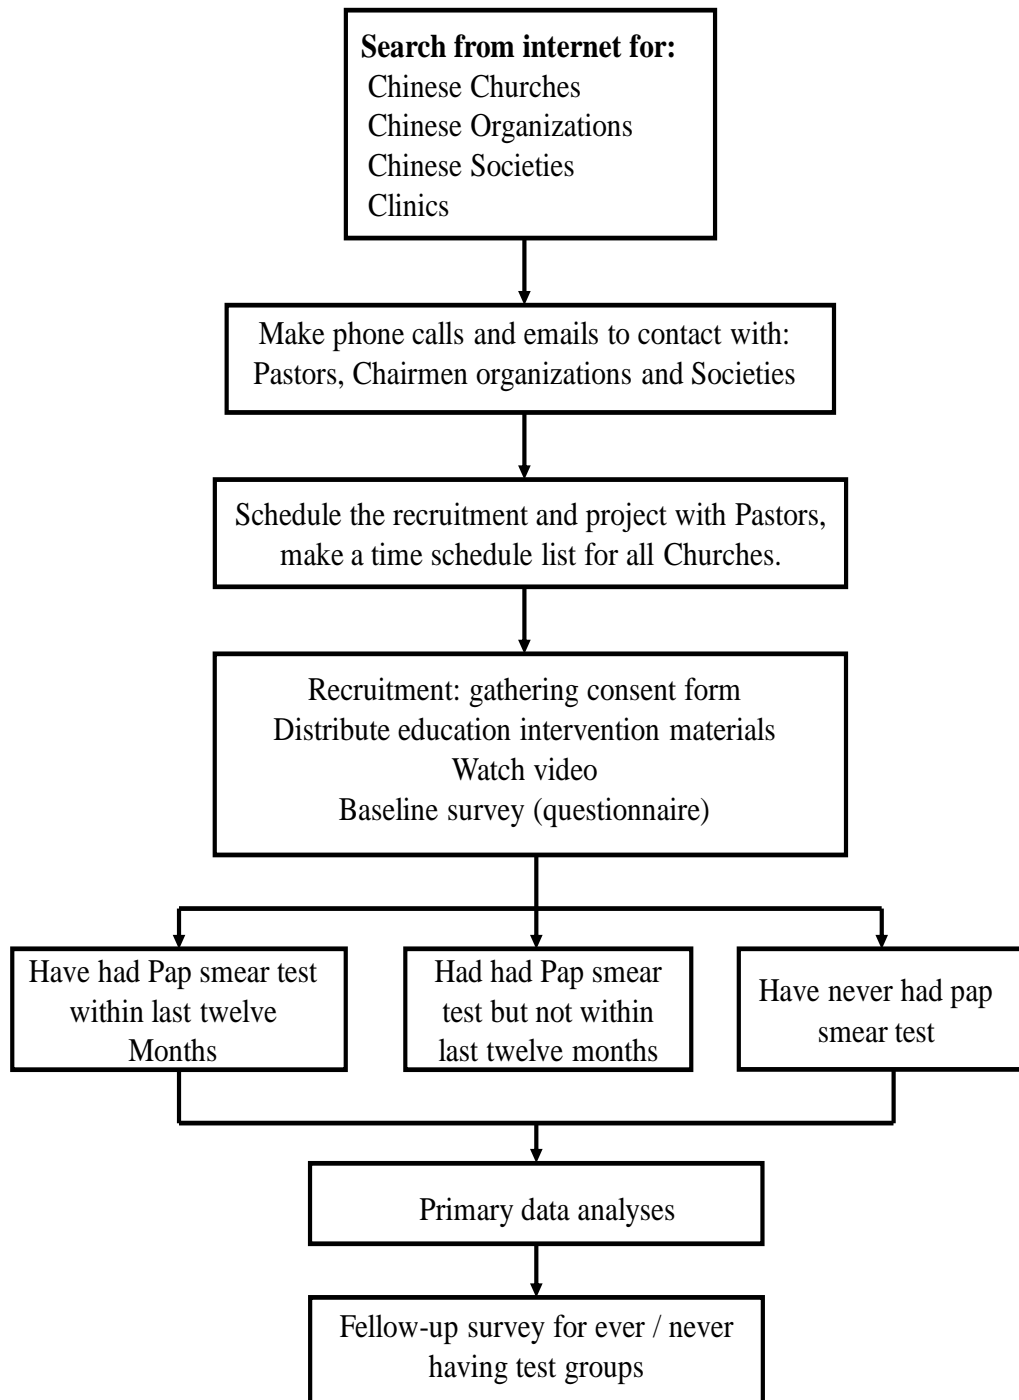 Search from internet for:
Chinese Churches
Chinese Organizations
Chinese Societies
Clinics
Make phone calls and emails to contact with:
Pastors, Chairmen organizations and Societies
Schedule the recruitment and project with Pastors,
make a time schedule list for all Churches.
Recruitment: gathering consent form
Distribute education intervention materials
Watch video
Baseline survey (questionnaire)
Have had Pap smear test
within last twelve
Months
Had had Pap smear
test but not within
last twelve months
Have never had pap
smear test
Primary data analyses
Fellow-up survey for ever / never
having test groups